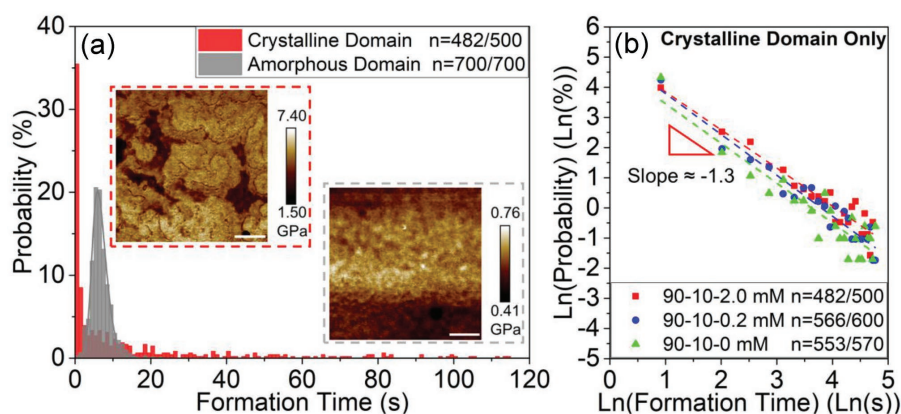 (a)
Crystalline Domain n=482/500
Amorphous Domain n=700/700
Probability (%)
40
30
20
10
0
7.40
1.50
GPa
0.76
0.41
GPa
0 20 40 60 80 100 120
Formation Time (s)
(b)
Crystalline Domain Only
Ln(Probability) (Ln(%))
6
5
4
3
2
1
0
-1
-2
-3
-4
-5
Slope ≈ -1.3
90-10-2.0 mM n=482/500
90-10-0.2 mM n=566/600
90-10-0 mM n=553/570
0 1 2 3 4 5
Ln(Formation Time) (Ln(s))